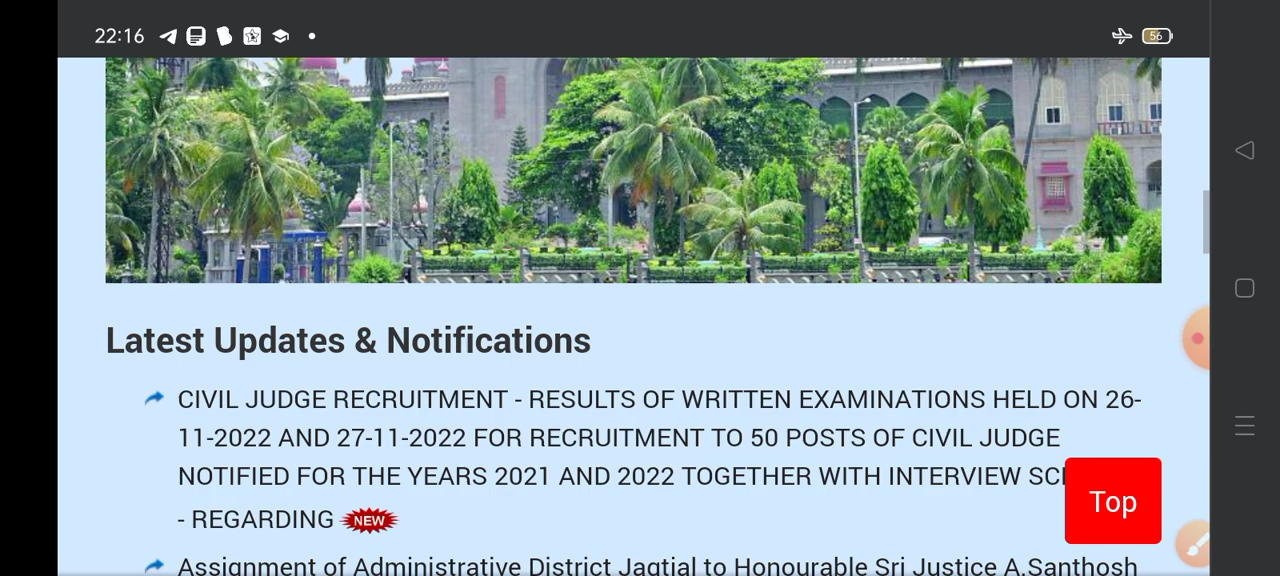 22:16
56
Latest Updates & Notifications
CIVIL JUDGE RECRUITMENT - RESULTS OF WRITTEN EXAMINATIONS HELD ON 26-
11-2022 AND 27-11-2022 FOR RECRUITMENT TO 50 POSTS OF CIVIL JUDGE
NOTIFIED FOR THE YEARS 2021 AND 2022 TOGETHER WITH INTERVIEW
Top
- REGARDING NEW
Assignment of Administrative District Jagtial to Honourable Sri Justice A.Santhosh